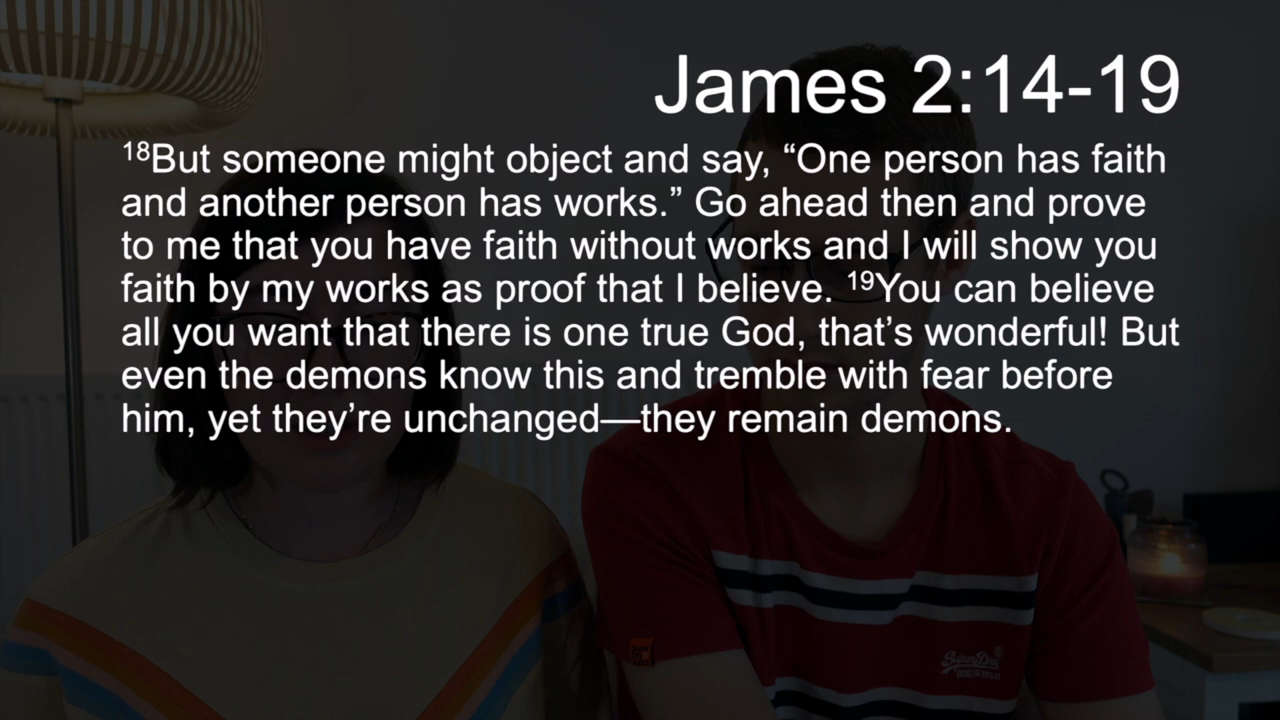 James 2:14-19
¹⁸But someone might object and say, “One person has faith
and another person has works.” Go ahead then and prove
to me that you have faith without works and I will show you
faith by my works as proof that I believe. ¹⁹You can believe
all you want that there is one true God, that’s wonderful! But
even the demons know this and tremble with fear before
him, yet they’re unchanged—they remain demons.
SuperDry®